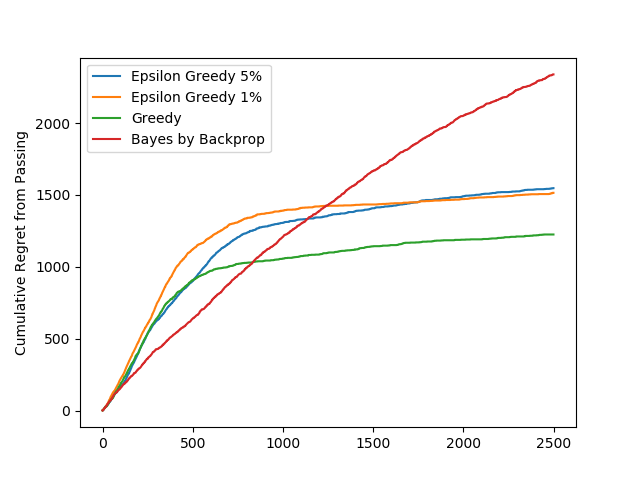 Epsilon Greedy 5%
Epsilon Greedy 1%
Greedy
Bayes by Backprop
Cumulative Regret from Passing
2000
1500
1000
500
0
0 500 1000 1500 2000 2500